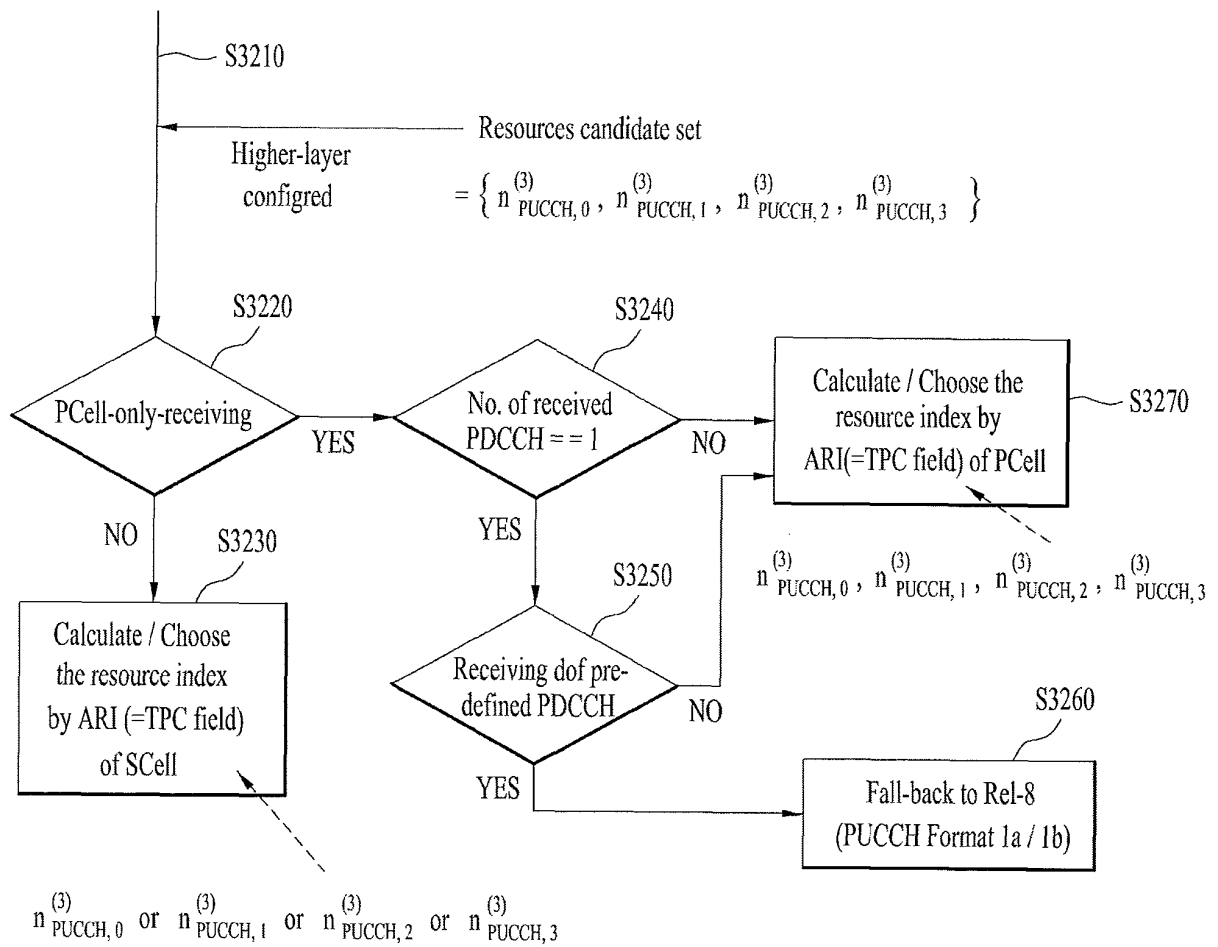 S3210
Resources candidate set
Higher-layer
configred
= { n(3)PUCCH, 0 , n(3)PUCCH, 1 , n(3)PUCCH, 2 , n(3)PUCCH, 3 }
S3220
PCell-only-receiving
YES
NO
S3240
No. of received
PDCCH = = 1
NO
YES
Calculate / Choose the
resource index by
ARI(=TPC field) of PCell
S3270
n(3)PUCCH, 0 , n(3)PUCCH, 1 , n(3)PUCCH, 2 , n(3)PUCCH, 3
S3230
Calculate / Choose
the resource index
by ARI (=TPC field)
of SCell
S3250
Receiving dof pre-
defined PDCCH
NO
YES
S3260
Fall-back to Rel-8
(PUCCH Format 1a / 1b)
n(3)PUCCH, 0 or n(3)PUCCH, 1 or n(3)PUCCH, 2 or n(3)PUCCH, 3